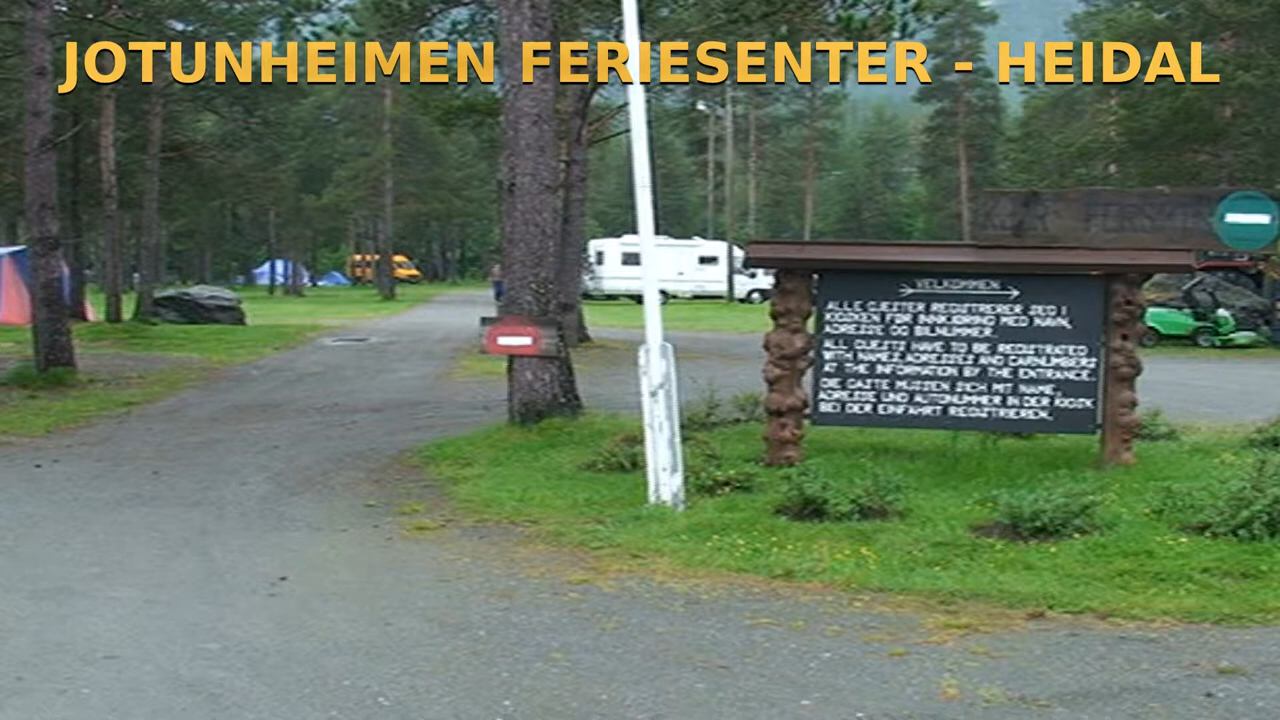 JOTUNHEIMEN FERIESENTER - HEIDAL
VELKOMMEN
ALLE GJESTER REGISTRERER SEG I
KIOSKEN FØR INNKJØRING MED NAVN,
ADRESSE OG BILNUMMER
ALL GUESTS HAVE TO BE REGISTRATED
WITH NAMES, ADRESSES AND CARNUMBERS
AT THE INFORMATION BY THE ENTRANCE.
DIE GÄSTE MÜSSEN SICH MIT NAME,
ADRESSE UND AUTONUMMER IN DER KIOSK
BEI DER EINFAHRT REGISTRIEREN.